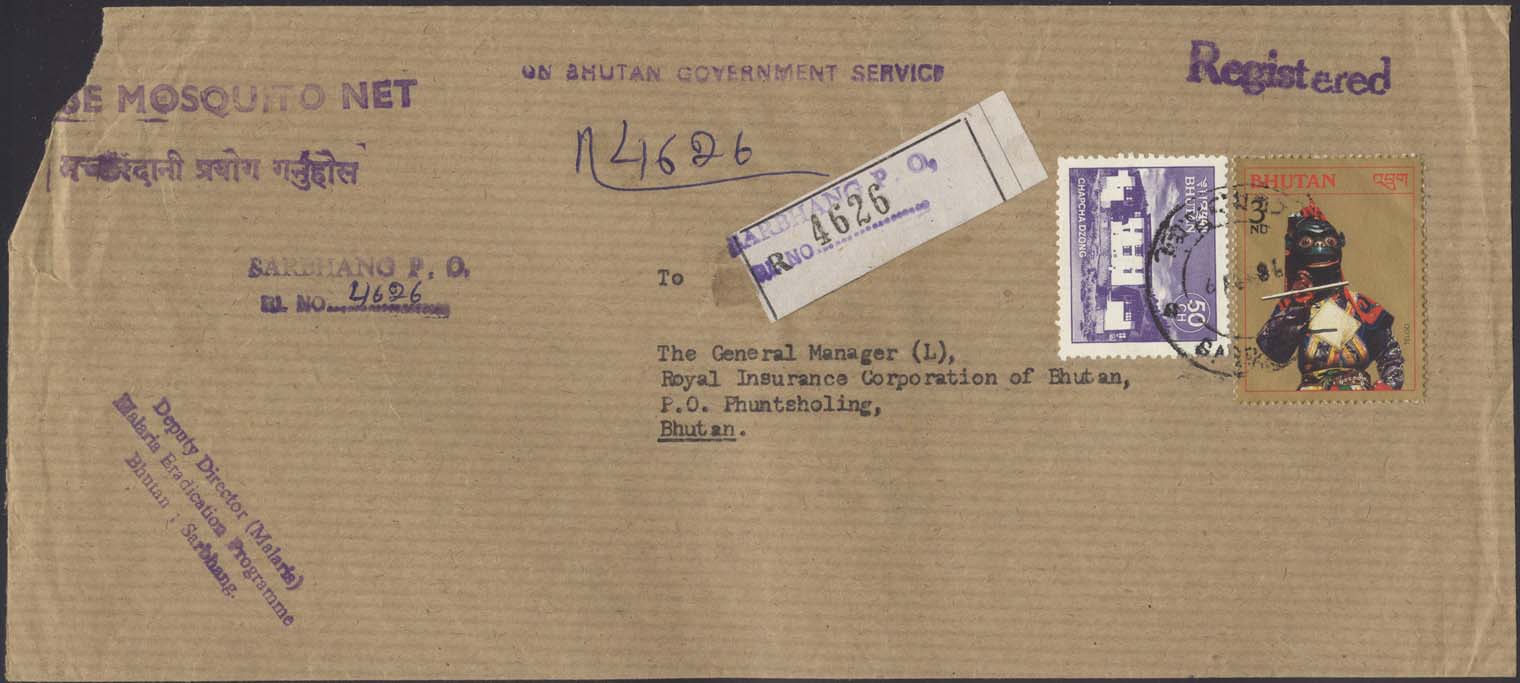 ON BHUTAN GOVERNMENT SERVICE
Registered
SE MOSQUITO NET
मच्छरदानी प्रयोग गर्नुहोस
R 4626
SARBHANG P. O.
R. NO. 4626
R
SARBHANG P. O.
RL NO. 4626
To
The General Manager (L),
Royal Insurance Corporation of Bhutan,
P.O. Phuntsholing,
Bhutan.
Deputy Director (Malaria)
Malaria Eradication Programme
Bhutan ; Sarbhang.
འབྲུག
BHUTAN
CHAPCHA DZONG
50 CH
BHUTAN
འབྲུག
3
NU